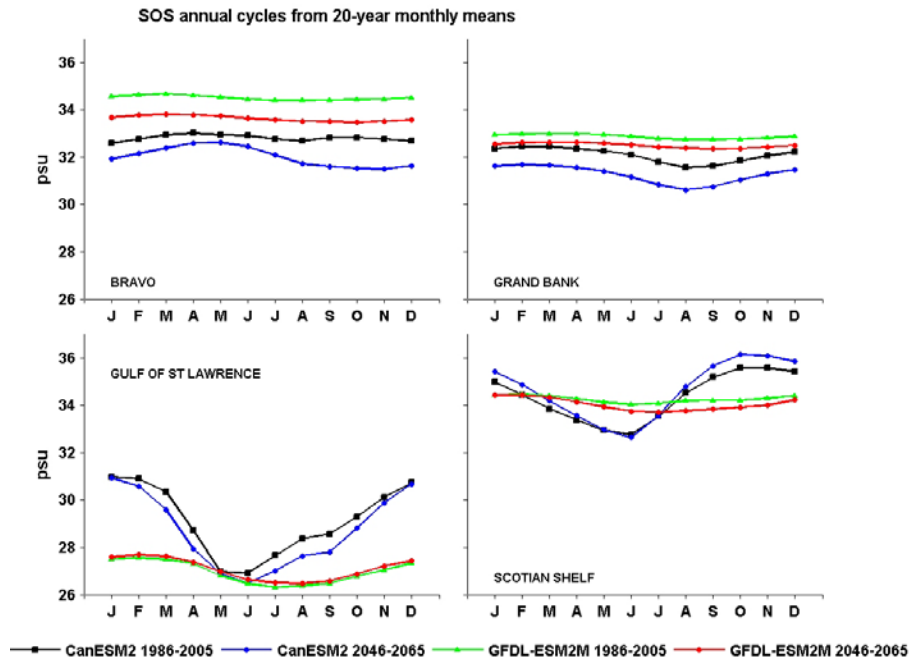 SOS annual cycles from 20-year monthly means
36
34
32
30
28
26
psu
BRAVO
GRAND BANK
J F M A M J J A S O N D
J F M A M J J A S O N D
36
34
32
30
28
26
psu
GULF OF ST LAWRENCE
SCOTIAN SHELF
J F M A M J J A S O N D
J F M A M J J A S O N D
CanESM2 1986-2005 CanESM2 2046-2065 GFDL-ESM2M 1986-2005 GFDL-ESM2M 2046-2065